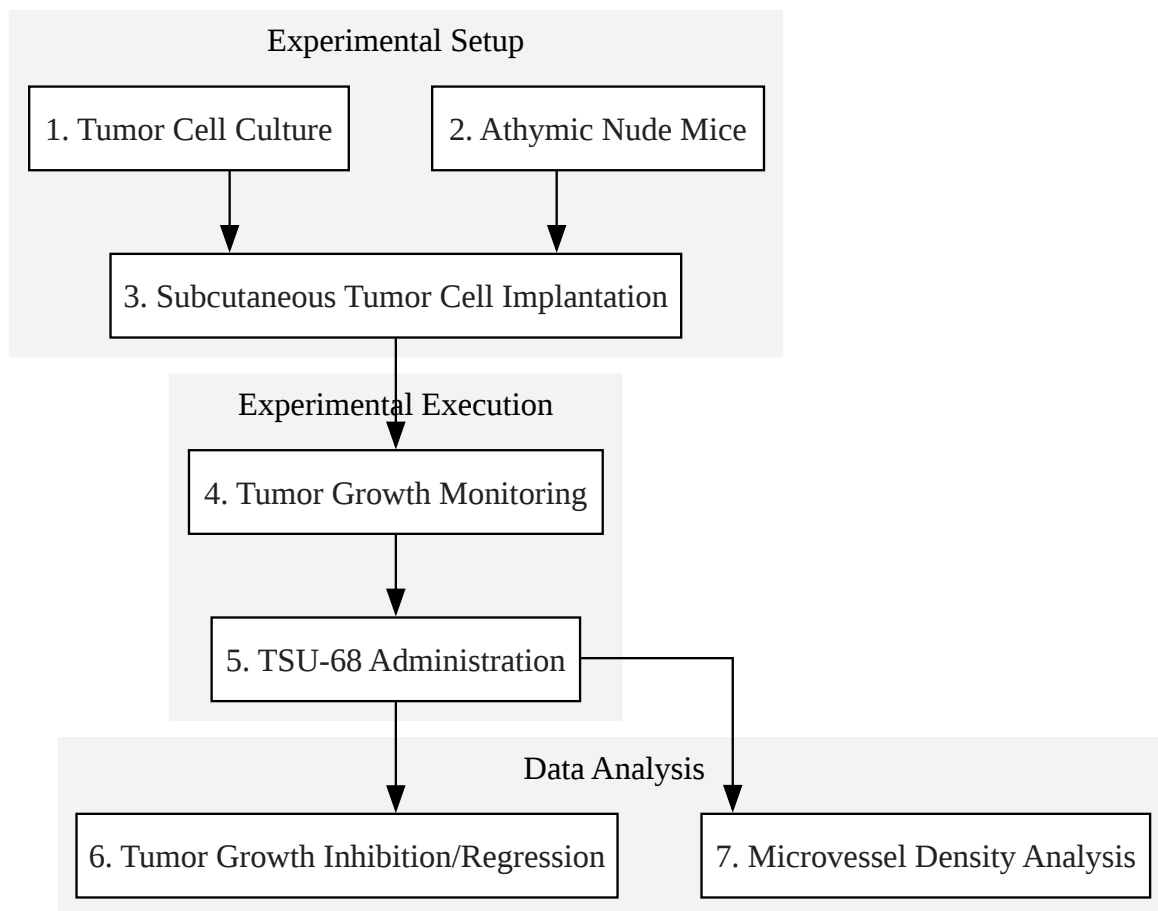 Experimental Setup
1. Tumor Cell Culture
2. Athymic Nude Mice
3. Subcutaneous Tumor Cell Implantation
Experimental Execution
4. Tumor Growth Monitoring
5. TSU-68 Administration
Data Analysis
6. Tumor Growth Inhibition/Regression
7. Microvessel Density Analysis